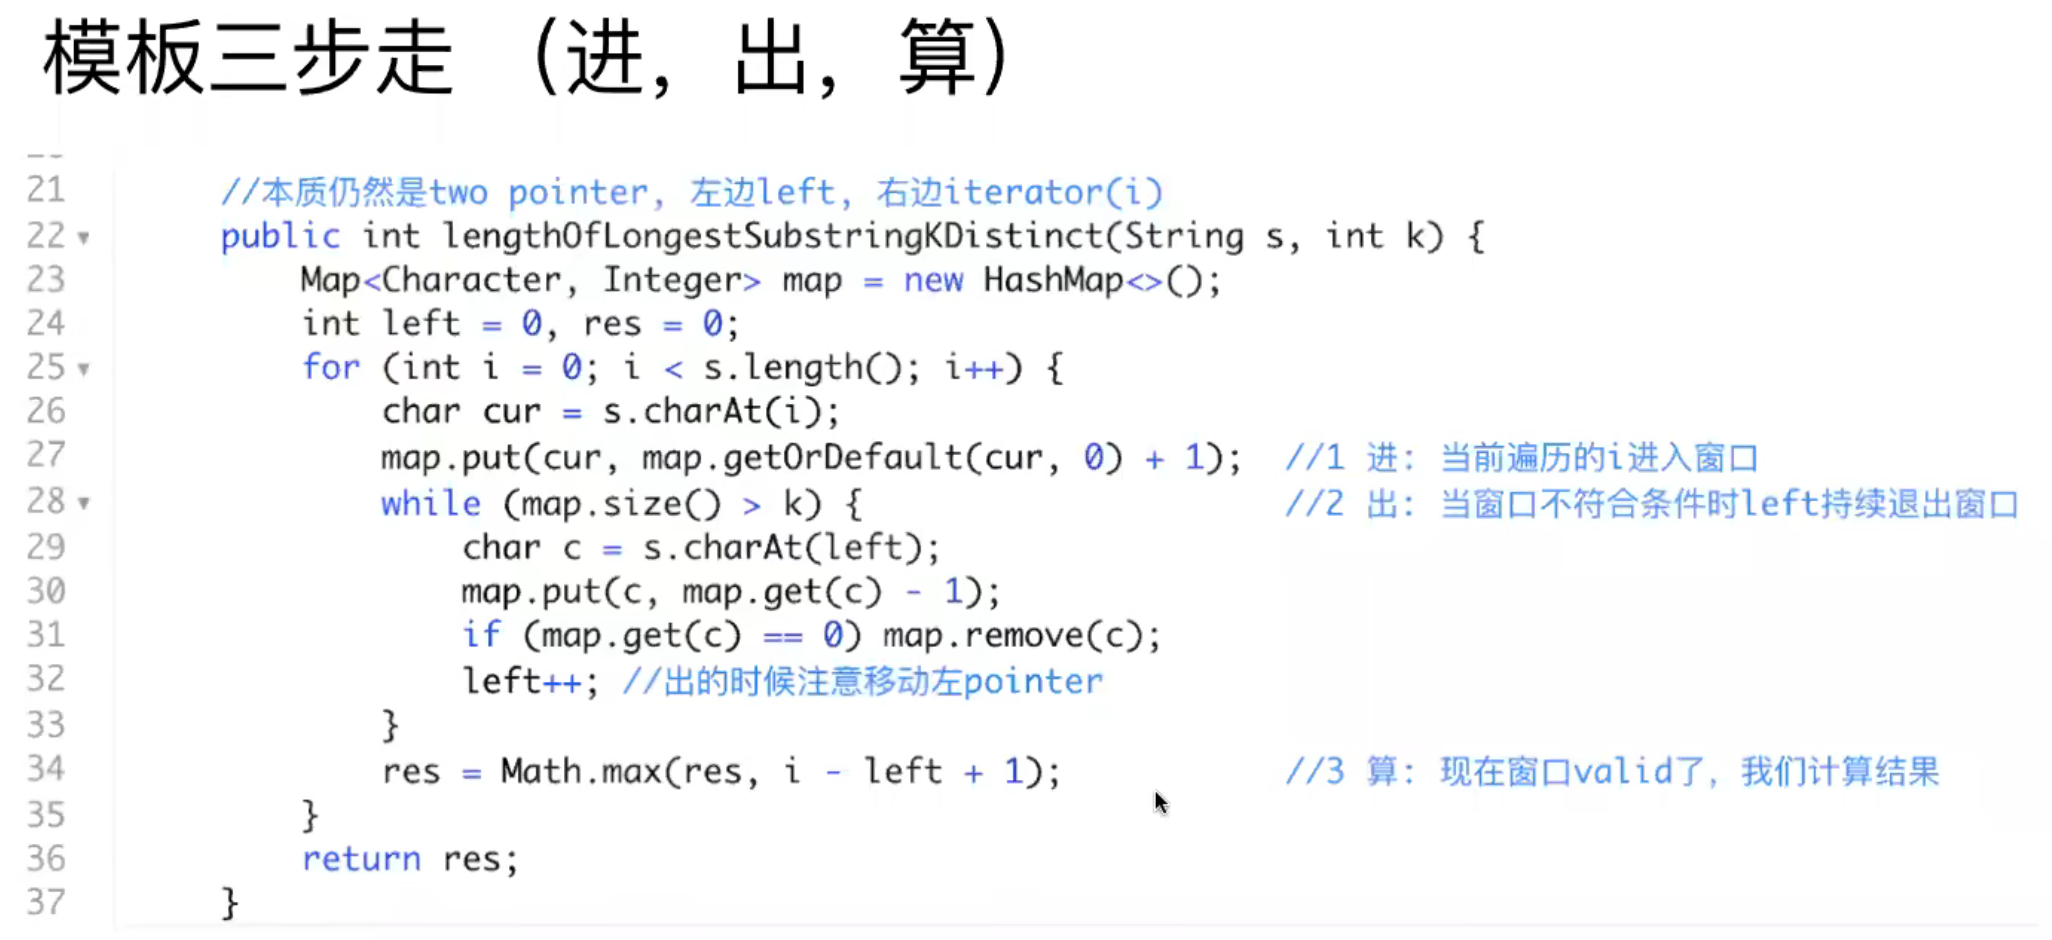 模板三步走 （进，出，算）
21 //本质仍然是two pointer, 左边left, 右边iterator(i)
22 public int lengthOfLongestSubstringKDistinct(String s, int k) {
23 Map<Character, Integer> map = new HashMap<>();
24 int left = 0, res = 0;
25 for (int i = 0; i < s.length(); i++) {
26 char cur = s.charAt(i);
27 map.put(cur, map.getOrDefault(cur, 0) + 1); //1 进: 当前遍历的i进入窗口
28 while (map.size() > k) { //2 出: 当窗口不符合条件时left持续退出窗口
29 char c = s.charAt(left);
30 map.put(c, map.get(c) - 1);
31 if (map.get(c) == 0) map.remove(c);
32 left++; //出的时候注意移动左pointer
33 }
34 res = Math.max(res, i - left + 1); //3 算: 现在窗口valid了, 我们计算结果
35 }
36 return res;
37 }